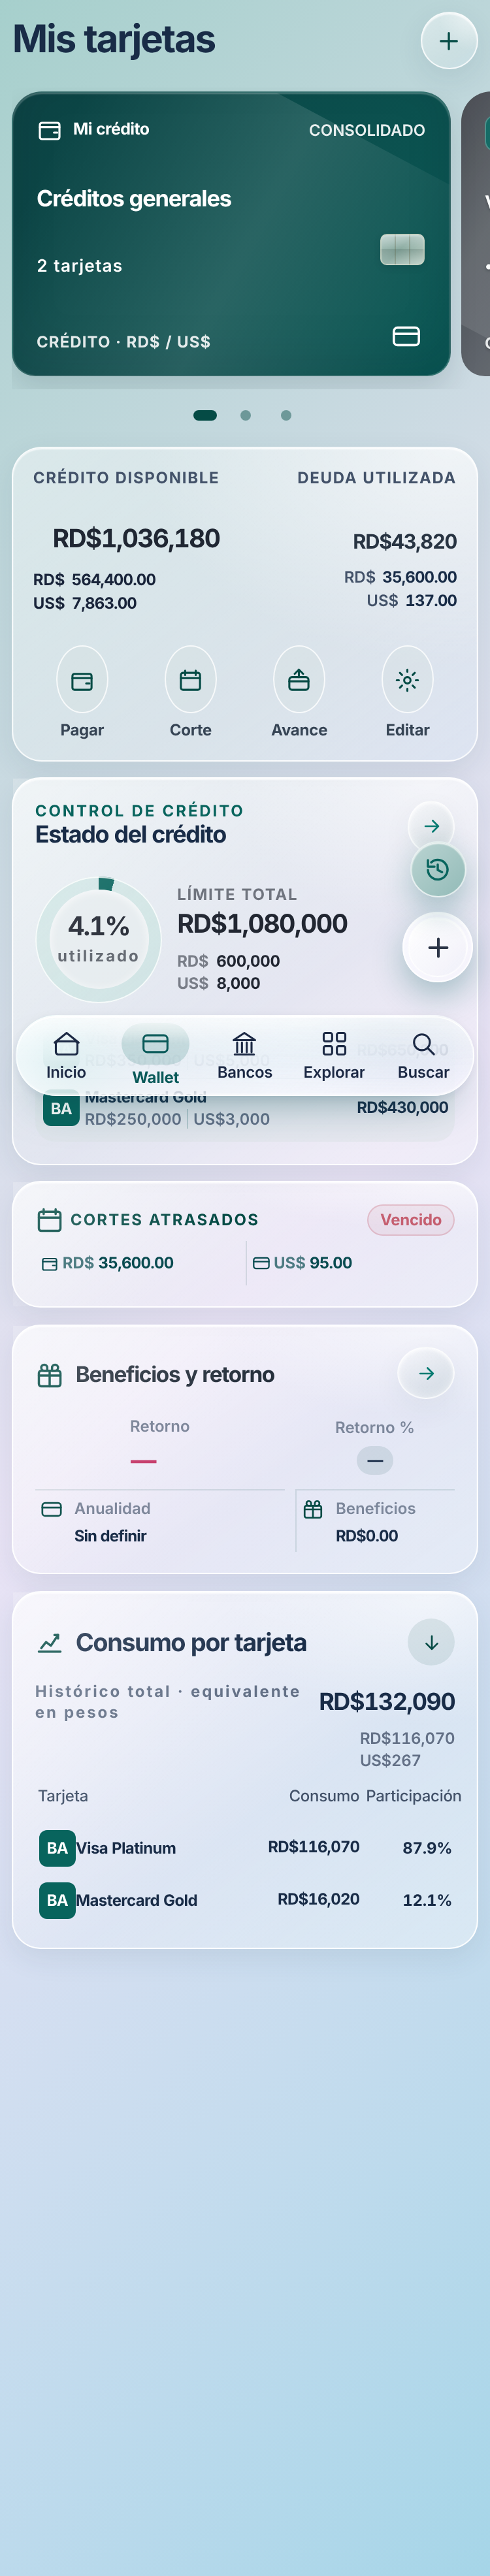 Mis tarjetas
Mi crédito
CONSOLIDADO
Créditos generales
2 tarjetas
CRÉDITO · RD$ / US$
CRÉDITO DISPONIBLE
DEUDA UTILIZADA
RD$1,036,180
RD$43,820
RD$ 564,400.00
RD$ 35,600.00
US$ 7,863.00
US$ 137.00
Pagar
Corte
Avance
Editar
CONTROL DE CRÉDITO
Estado del crédito
4.1%
utilizado
LÍMITE TOTAL
RD$1,080,000
RD$ 600,000
US$ 8,000
Inicio
Wallet
Bancos
Explorar
Buscar
BA
Mastercard Gold
RD$250,000
US$3,000
RD$430,000
CORTES ATRASADOS
Vencido
RD$ 35,600.00
US$ 95.00
Beneficios y retorno
Retorno
Retorno %
—
—
Anualidad
Sin definir
Beneficios
RD$0.00
Consumo por tarjeta
Histórico total · equivalente
en pesos
RD$132,090
RD$116,070
US$267
Tarjeta
Consumo
Participación
BA
Visa Platinum
RD$116,070
87.9%
BA
Mastercard Gold
RD$16,020
12.1%